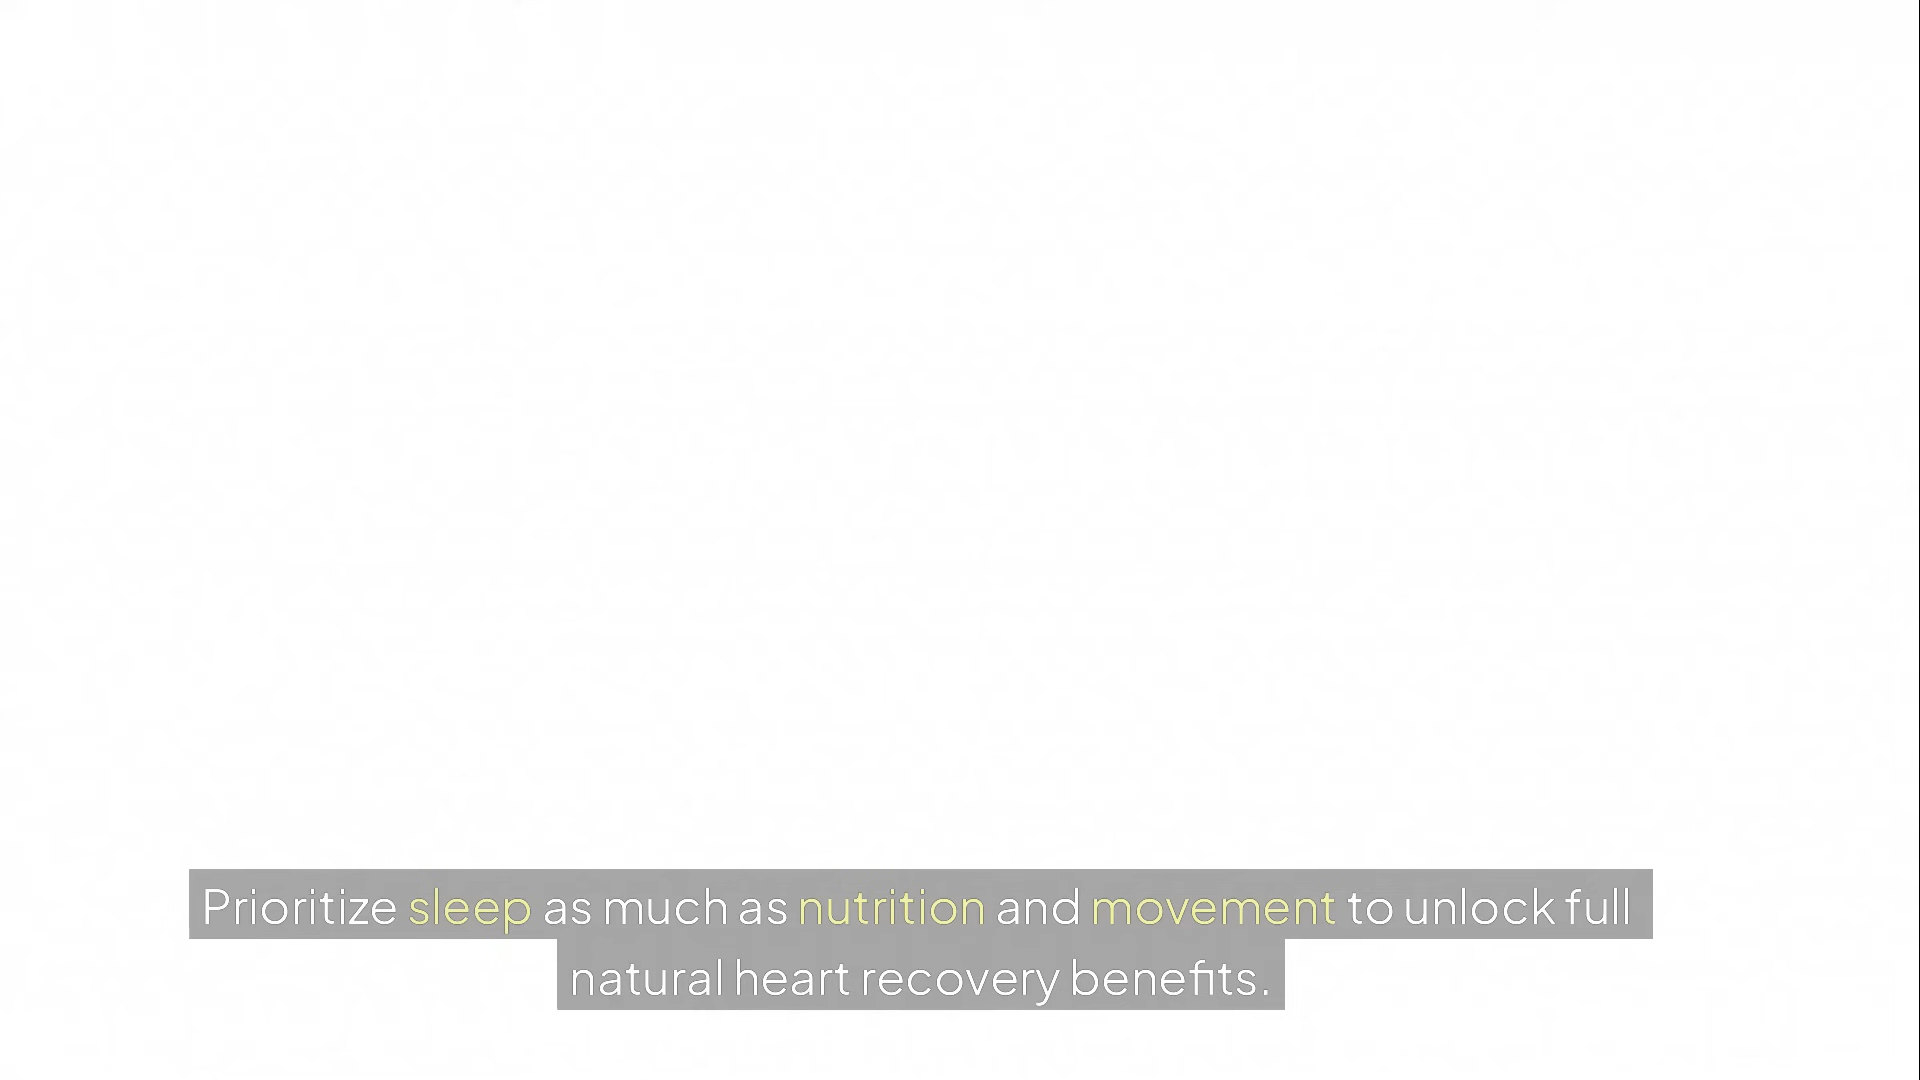 Prioritize sleep as much as nutrition and movement to unlock full
natural heart recovery benefits.